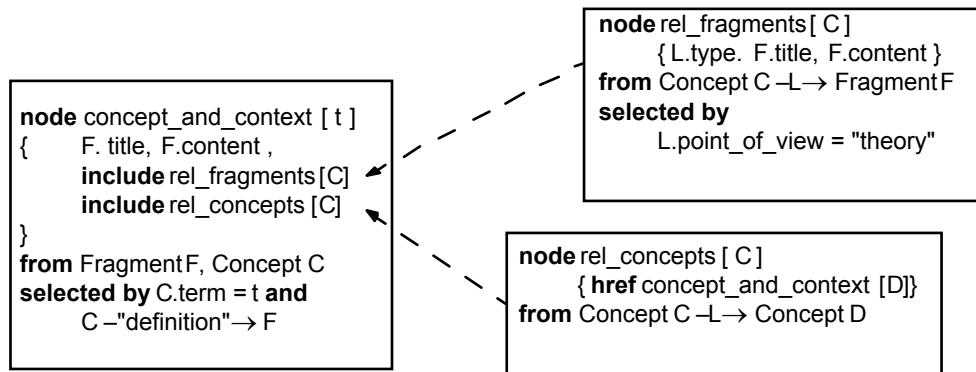 node concept_and_context [ t ]
{ F. title, F.content ,
include rel_fragments [C]
include rel_concepts [C]
}
from Fragment F, Concept C
selected by C.term = t and
C –"definition"→ F
node rel_fragments [ C ]
{ L.type. F.title, F.content }
from Concept C –L→ Fragment F
selected by
L.point_of_view = "theory"
node rel_concepts [ C ]
{ href concept_and_context [D]}
from Concept C –L→ Concept D